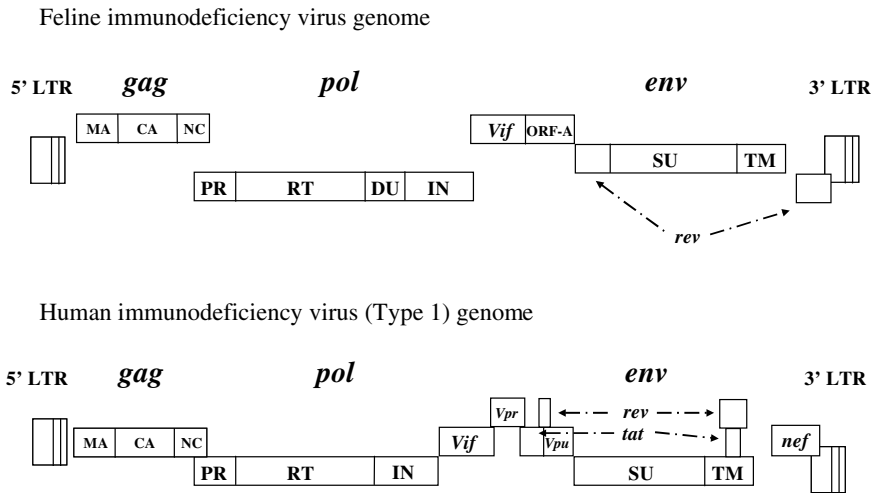 Feline immunodeficiency virus genome
5’ LTR gag pol env 3’ LTR
MA CA NC Vif ORF-A
SU TM
PR RT DU IN
rev
Human immunodeficiency virus (Type 1) genome
5’ LTR gag pol env 3’ LTR
Vpr rev
tat
MA CA NC Vif Vpu nef
PR RT IN SU TM